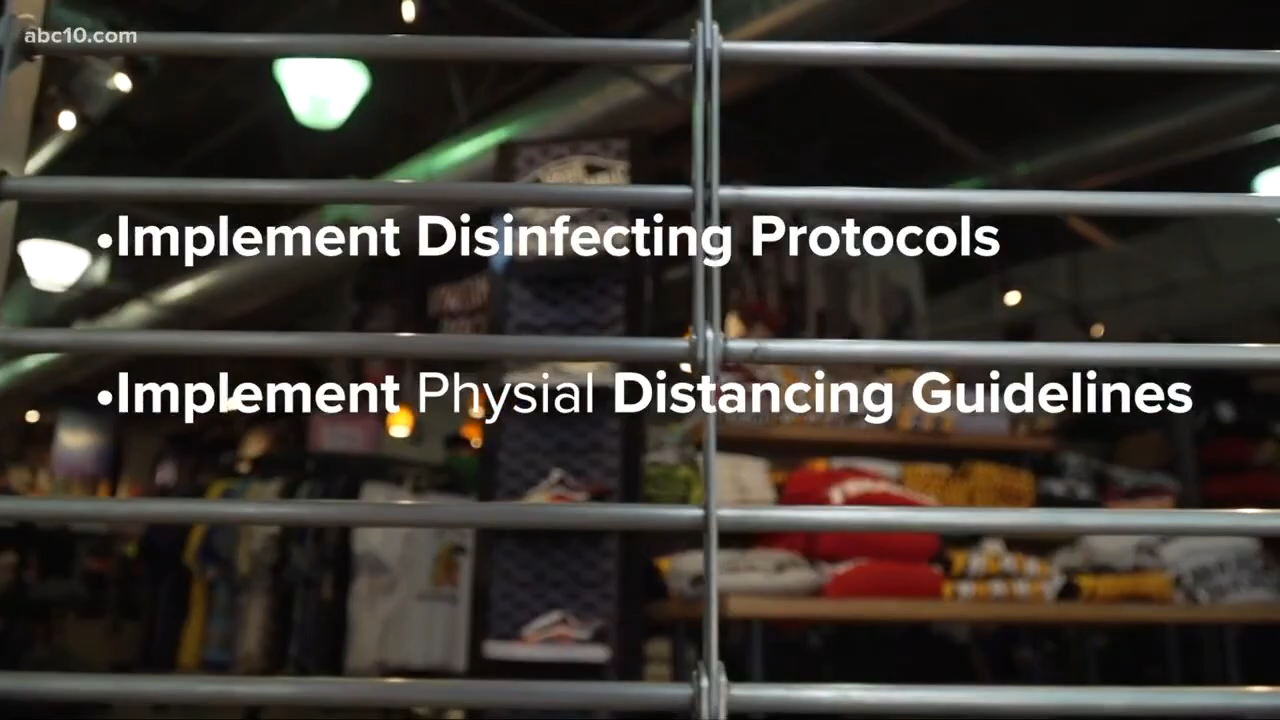 abc10.com
•Implement Disinfecting Protocols
•Implement Physial Distancing Guidelines